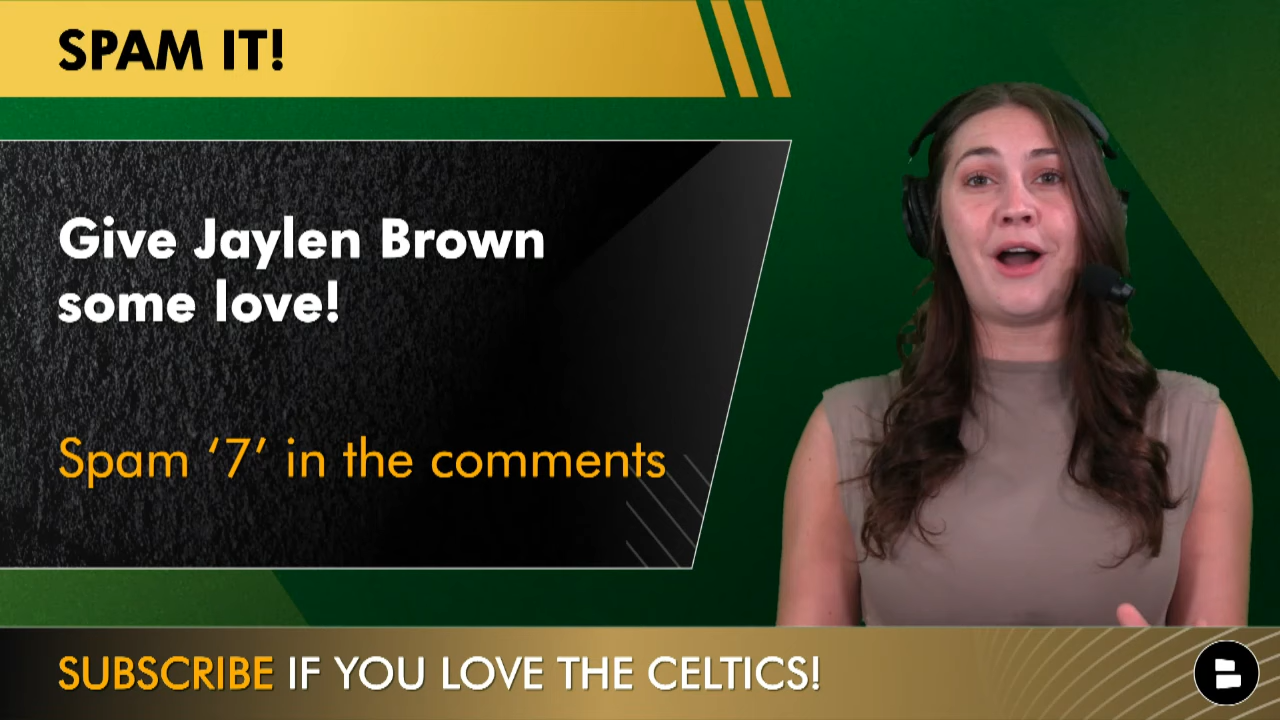 SPAM IT!
Give Jaylen Brown
some love!
Spam ‘7’ in the comments
SUBSCRIBE IF YOU LOVE THE CELTICS!